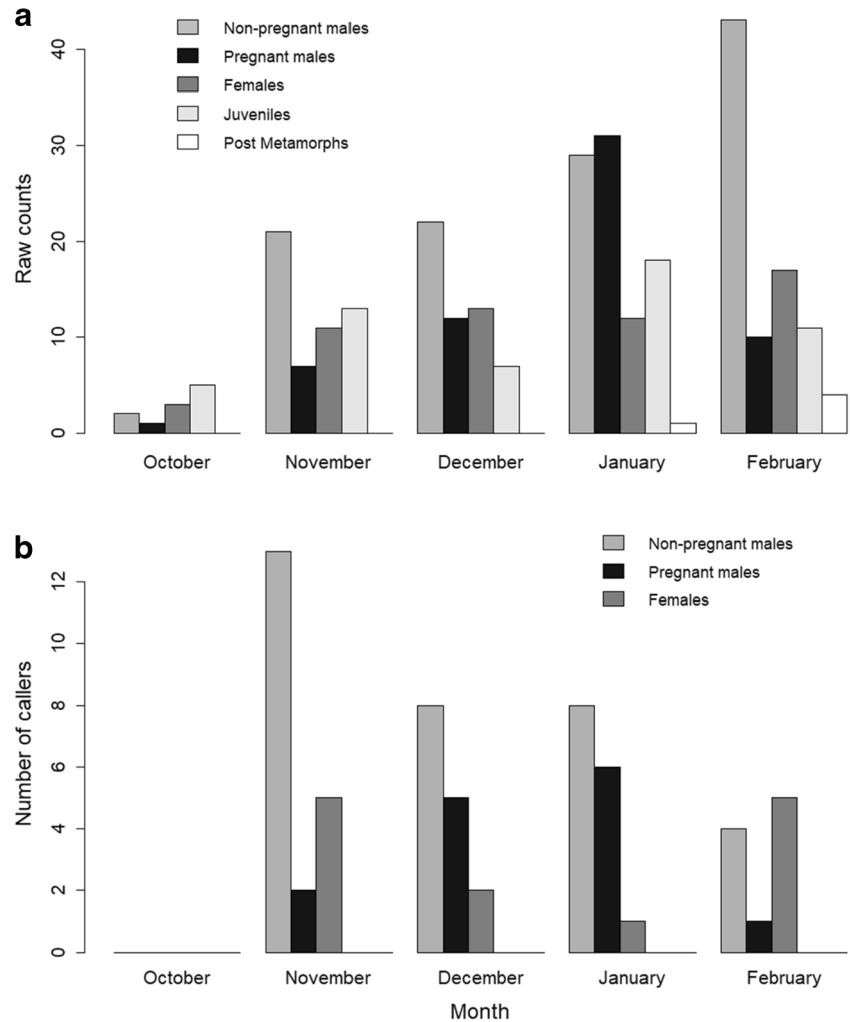 a
Non-pregnant males
Pregnant males
Females
Juveniles
Post Metamorphs
Raw counts
40
30
20
10
0
October November December January February
b
Non-pregnant males
Pregnant males
Females
Number of callers
12
10
8
6
4
2
0
October November December January February
Month